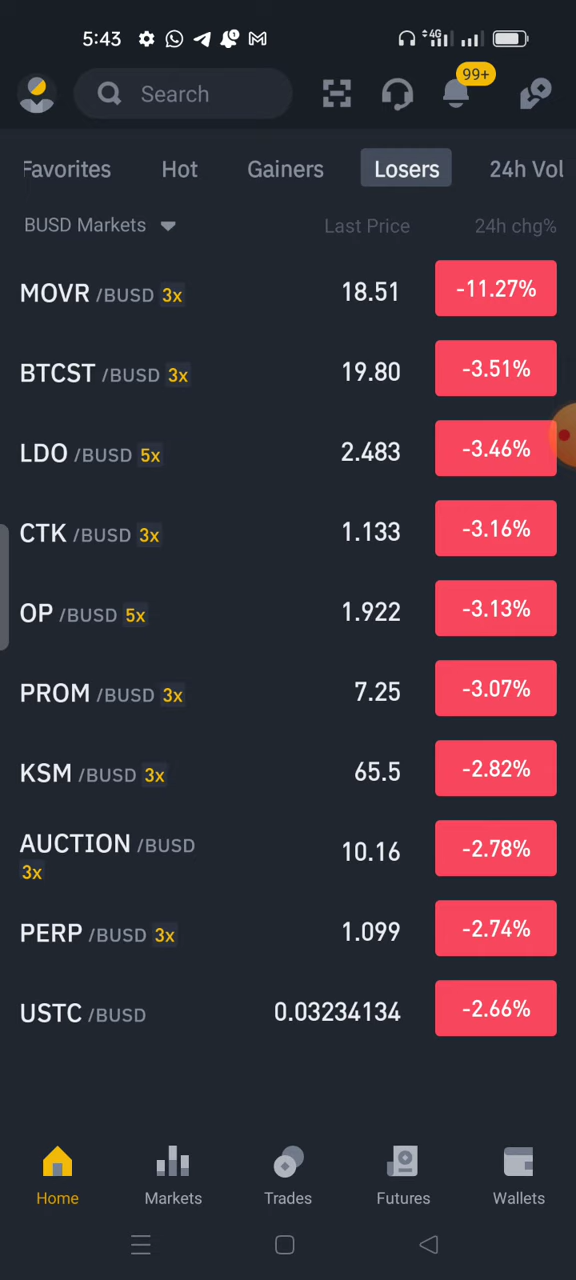 5:43
4G
Search
99+
Favorites Hot Gainers Losers 24h Vol
BUSD Markets Last Price 24h chg%
MOVR /BUSD 3x 18.51 -11.27%
BTCST /BUSD 3x 19.80 -3.51%
LDO /BUSD 5x 2.483 -3.46%
CTK /BUSD 3x 1.133 -3.16%
OP /BUSD 5x 1.922 -3.13%
PROM /BUSD 3x 7.25 -3.07%
KSM /BUSD 3x 65.5 -2.82%
AUCTION /BUSD 10.16 -2.78%
3x
PERP /BUSD 3x 1.099 -2.74%
USTC /BUSD 0.03234134 -2.66%
Home Markets Trades Futures Wallets